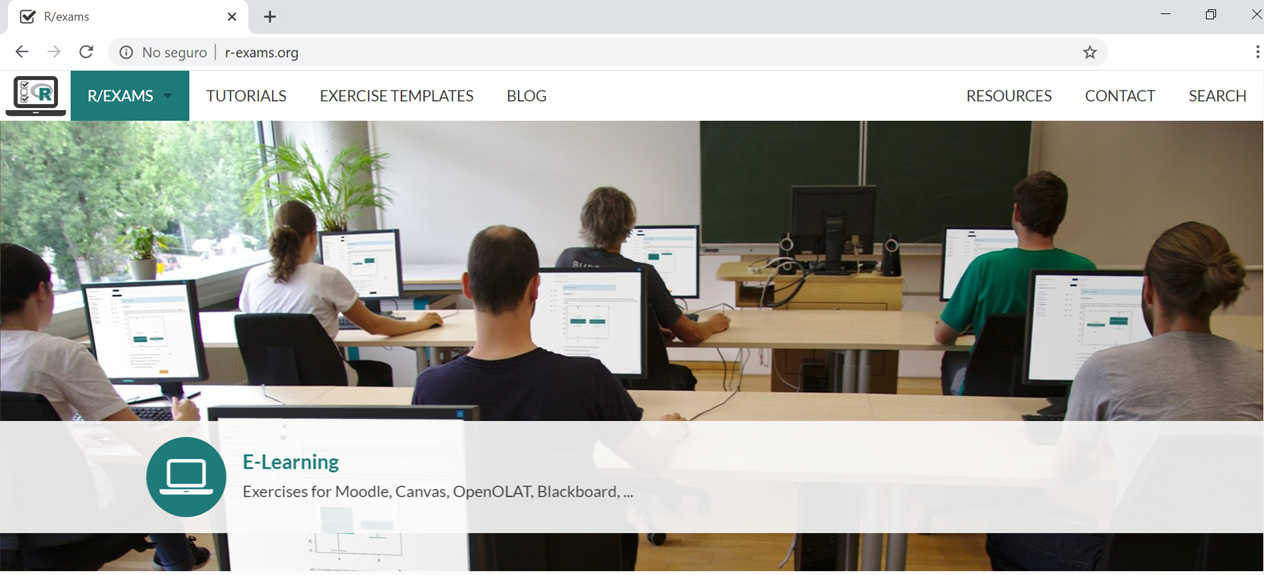 R/exams
No seguro | r-exams.org
R
R/EXAMS TUTORIALS EXERCISE TEMPLATES BLOG RESOURCES CONTACT SEARCH
E-Learning
Exercises for Moodle, Canvas, OpenOLAT, Blackboard, ...